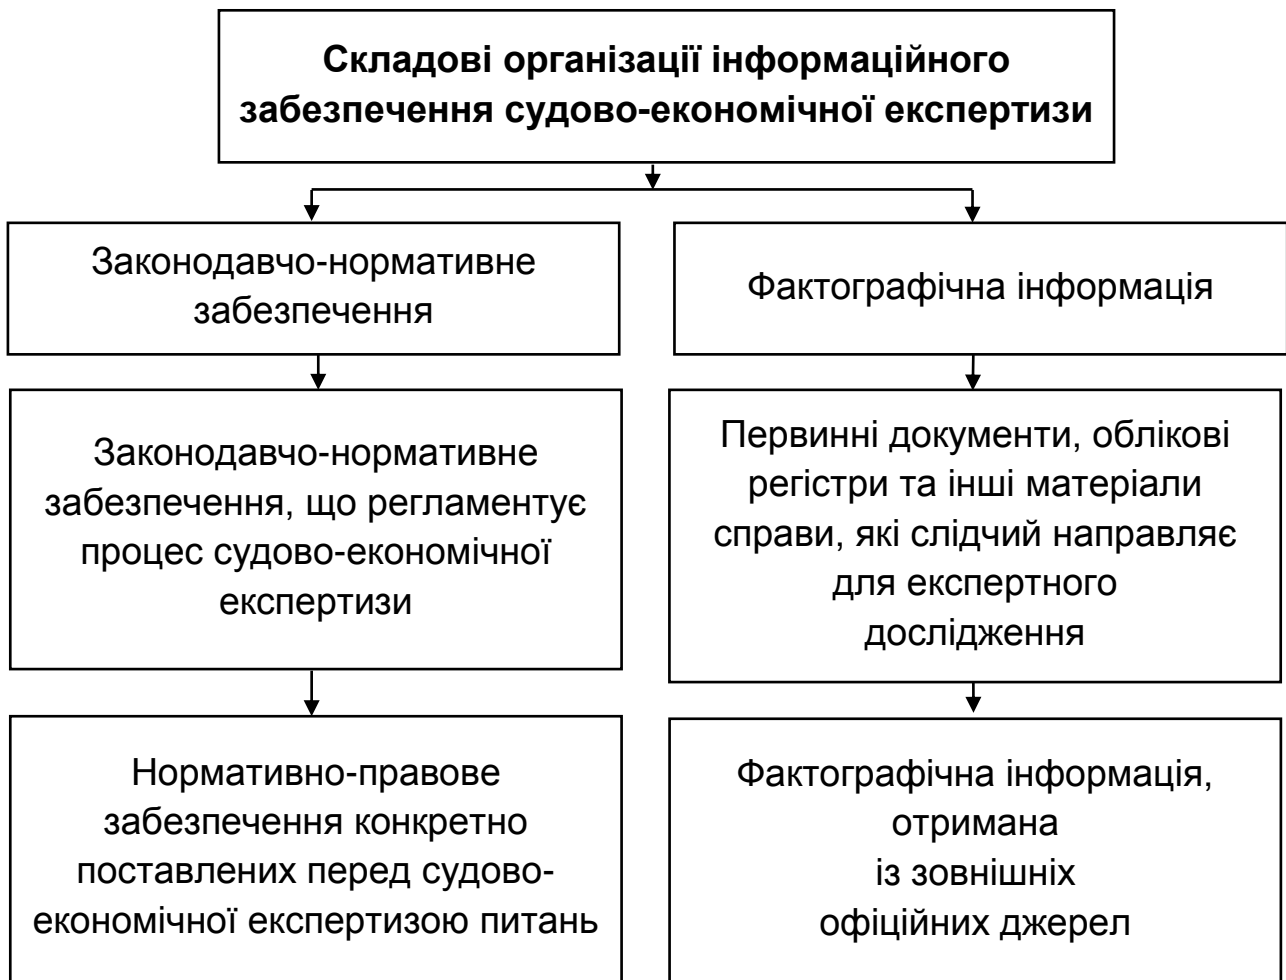 Складові організації інформаційного
забезпечення судово-економічної експертизи
Законодавчо-нормативне
забезпечення
Фактографічна інформація
Законодавчо-нормативне
забезпечення, що регламентує
процес судово-економічної
експертизи
Первинні документи, облікові
регістри та інші матеріали
справи, які слідчий направляє
для експертного
дослідження
Нормативно-правове
забезпечення конкретно
поставлених перед судово-
економічної експертизою питань
Фактографічна інформація,
отримана
із зовнішніх
офіційних джерел